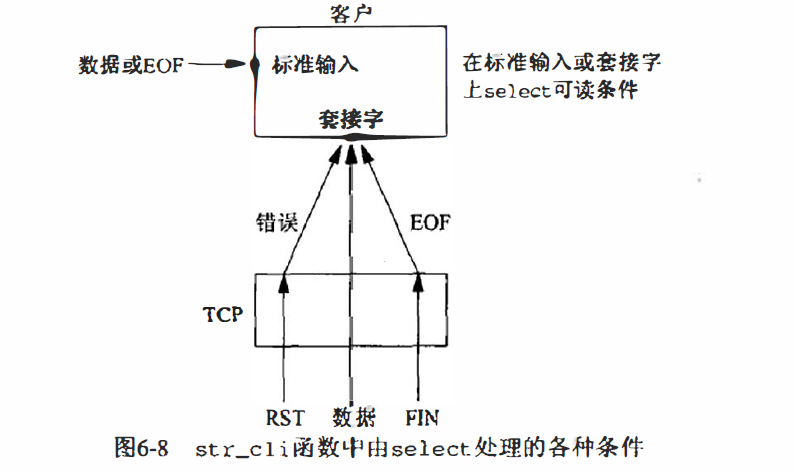 客户
数据或EOF
标准输入
在标准输入或套接字
上select可读条件
套接字
错误
EOF
TCP
RST
数据
FIN
图6-8 str_cli函数中由select处理的各种条件